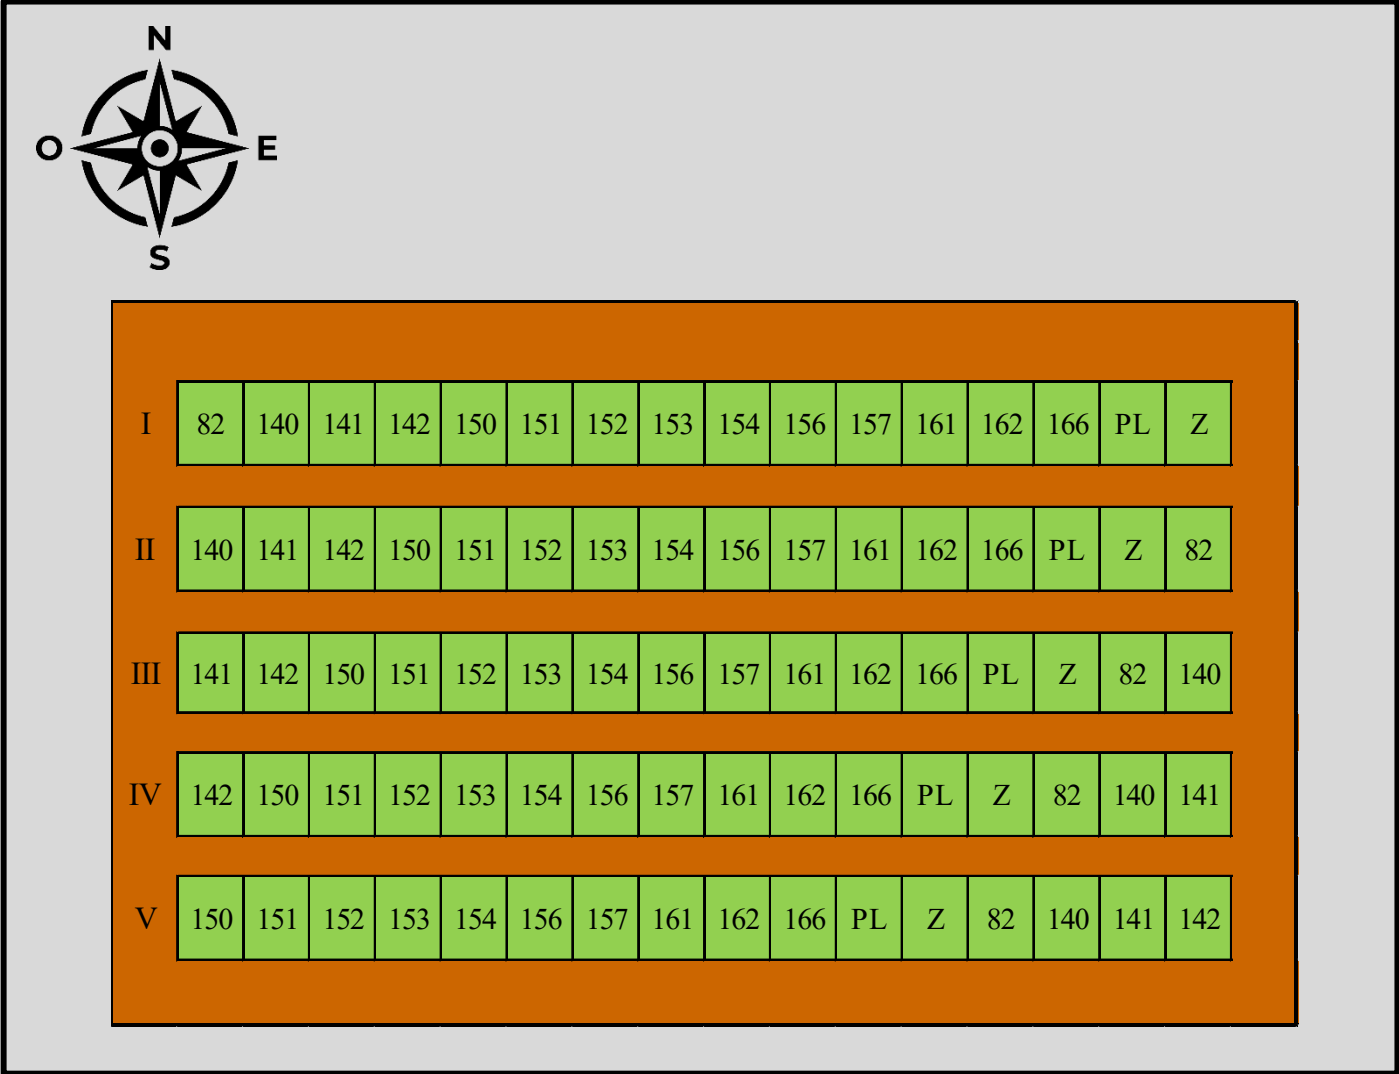 N
O E
S
I 82 140 141 142 150 151 152 153 154 156 157 161 162 166 PL Z
II 140 141 142 150 151 152 153 154 156 157 161 162 166 PL Z 82
III 141 142 150 151 152 153 154 156 157 161 162 166 PL Z 82 140
IV 142 150 151 152 153 154 156 157 161 162 166 PL Z 82 140 141
V 150 151 152 153 154 156 157 161 162 166 PL Z 82 140 141 142